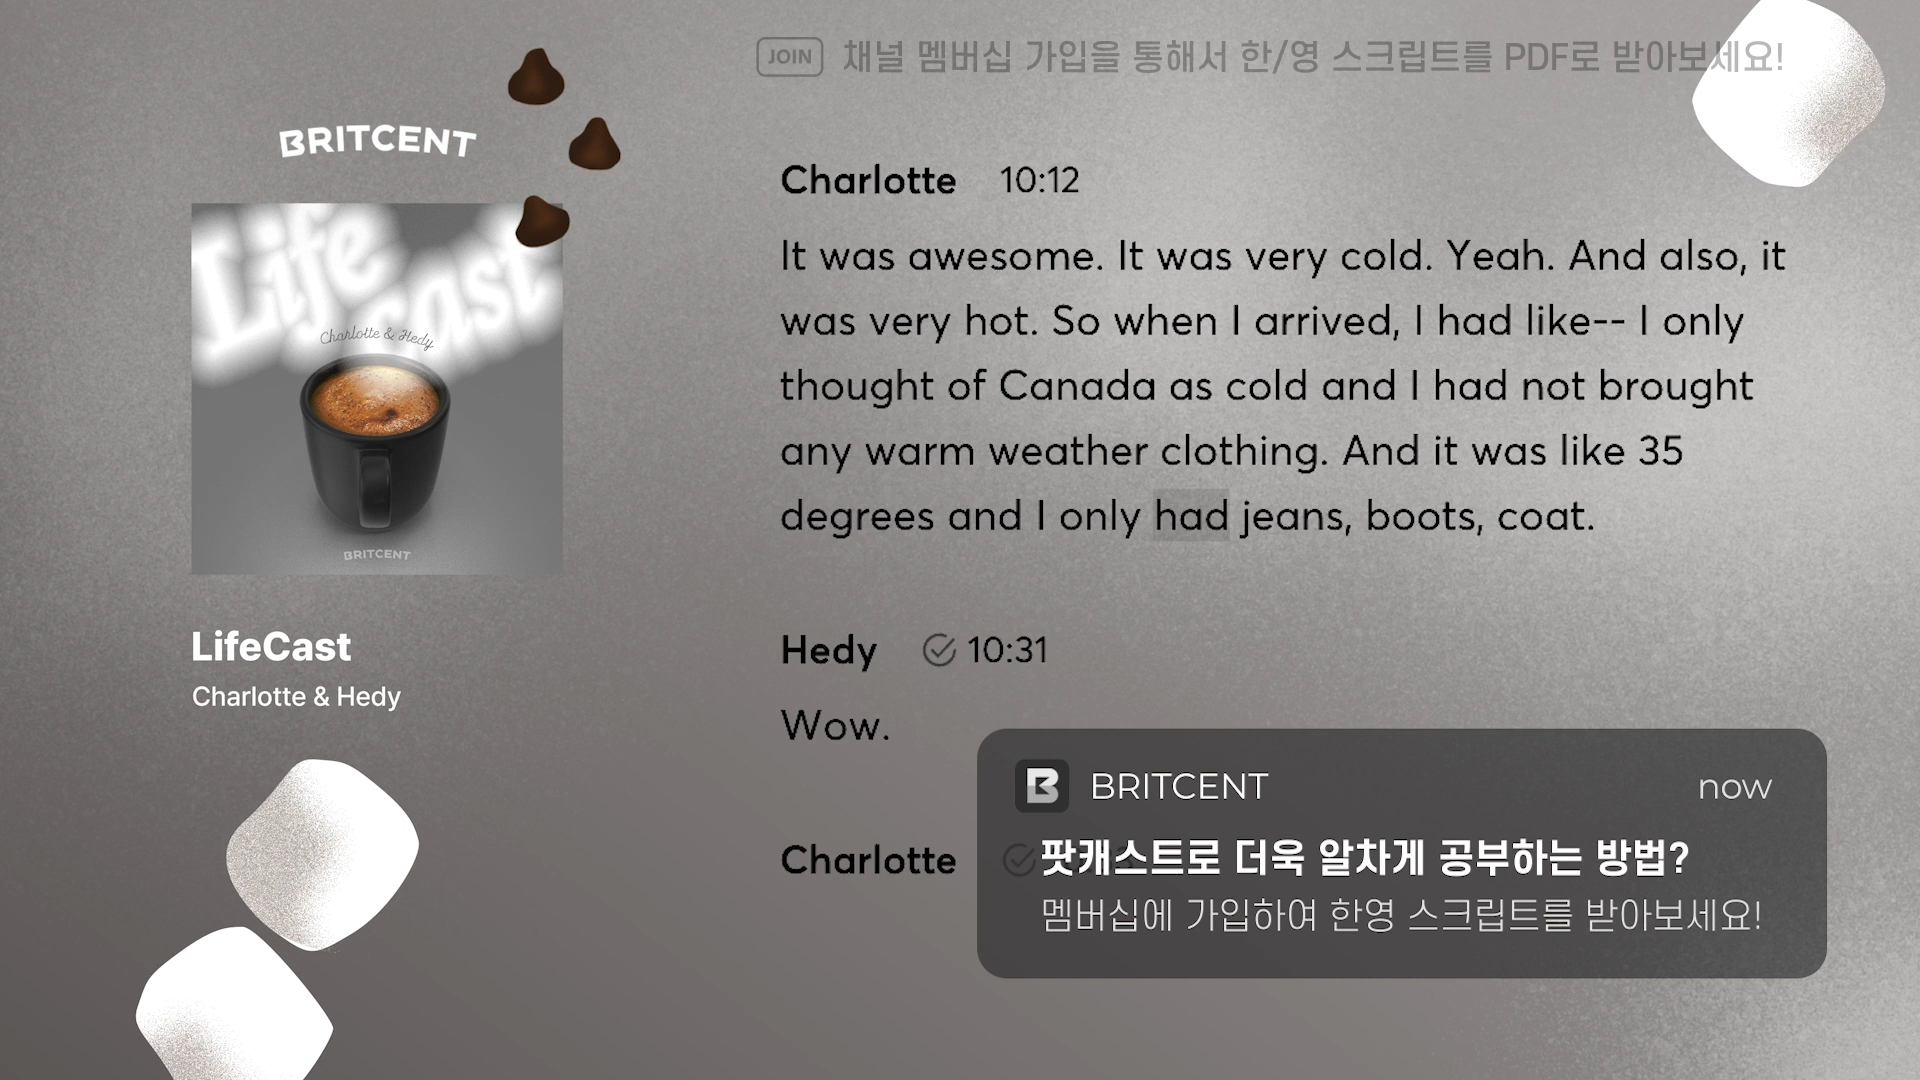 JOIN 채널 멤버십 가입을 통해서 한/영 스크립트를 PDF로 받아보세요!
BRITCENT
Life
Cast
Charlotte & Hedy
BRITCENT
LifeCast
Charlotte & Hedy
Charlotte 10:12
It was awesome. It was very cold. Yeah. And also, it
was very hot. So when I arrived, I had like-- I only
thought of Canada as cold and I had not brought
any warm weather clothing. And it was like 35
degrees and I only had jeans, boots, coat.
Hedy 10:31
Wow.
Charlotte
BRITCENT now
팟캐스트로 더욱 알차게 공부하는 방법?
멤버십에 가입하여 한영 스크립트를 받아보세요!